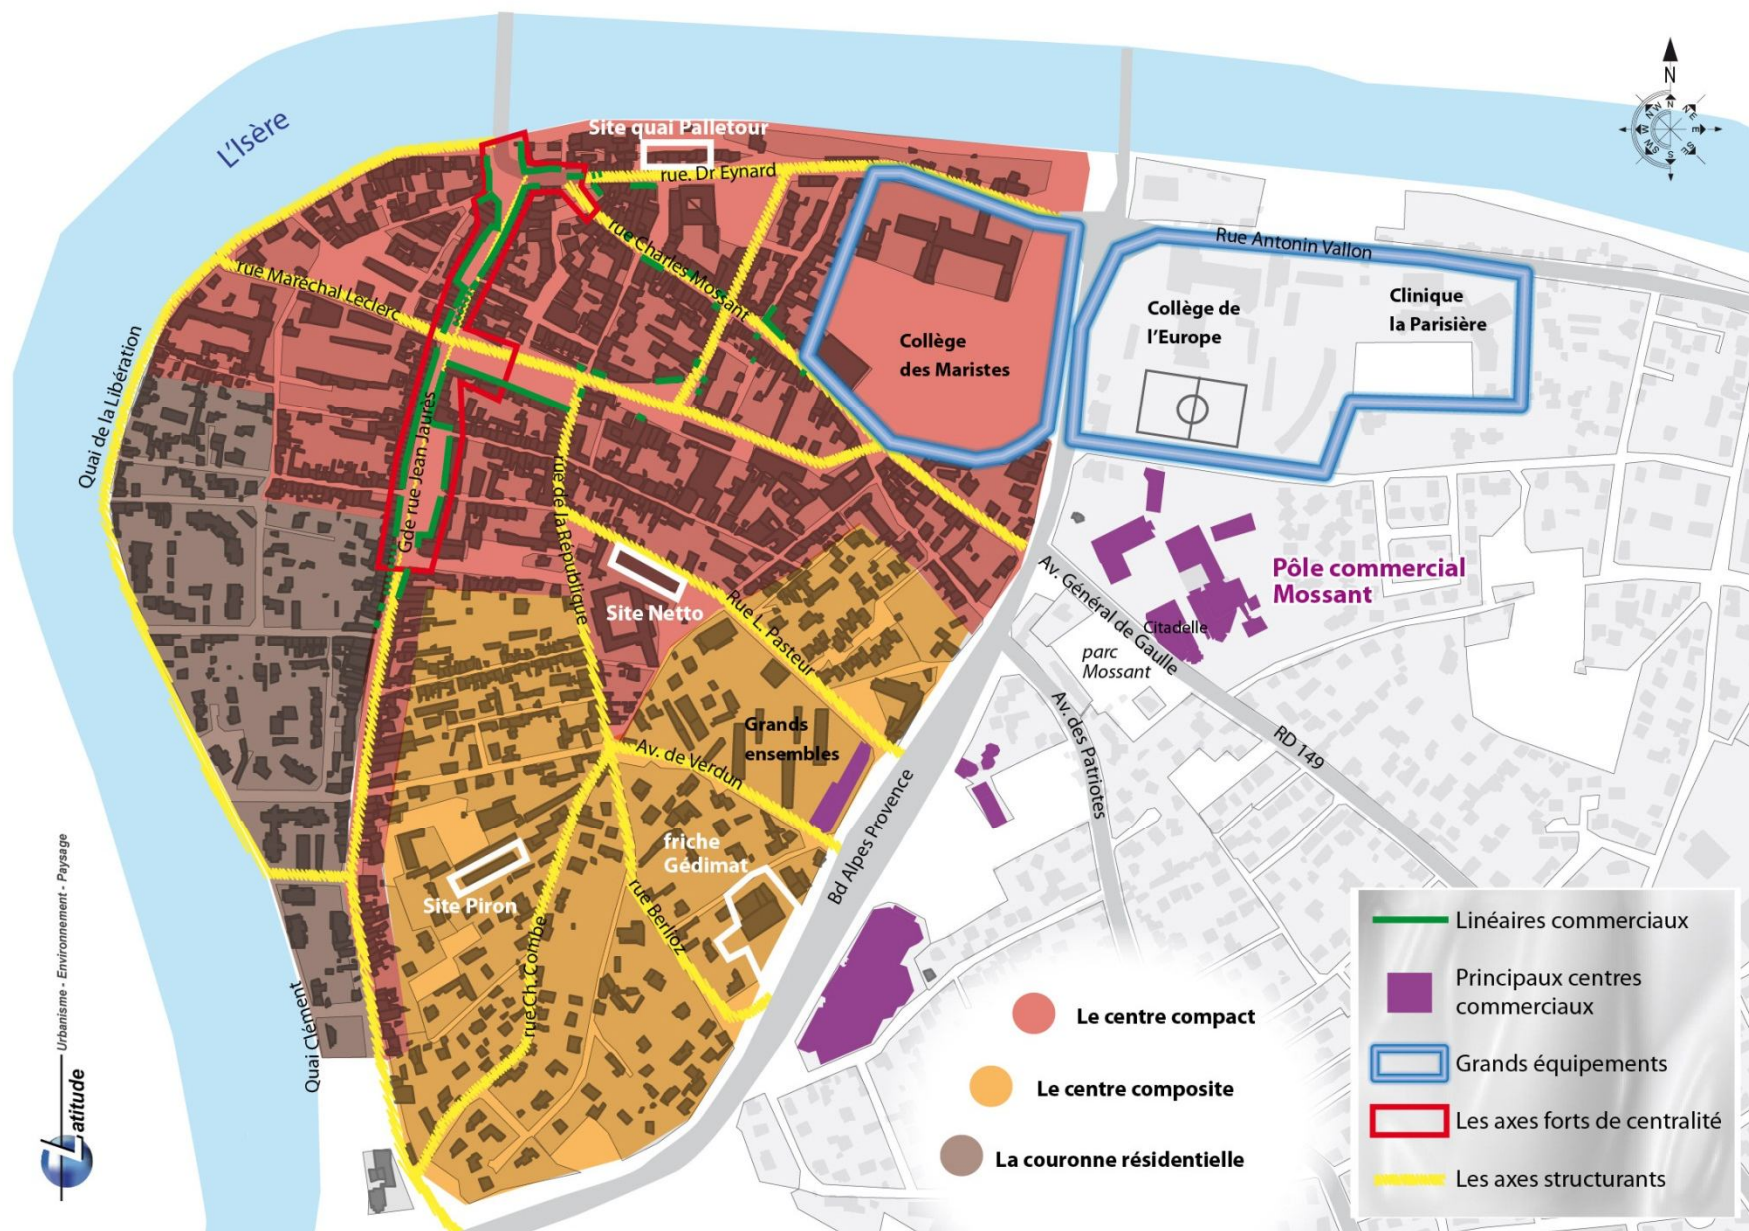 L'Isère
Site quai Palletour
rue. Dr Eynard
N
rue Charles Mossant
rue Maréchal Leclerc
Quai de la Libération
Gde rue Jean Jaurès
Collège
des Maristes
Rue Antonin Vallon
Collège de
l'Europe
Clinique
la Parisière
rue de la République
Site Netto
Rue L. Pasteur
Av. Général de Gaulle
Pôle commercial
Mossant
Citadelle
parc
Mossant
Av. des Patriotes
RD 149
Grands
ensembles
Av. de Verdun
Bd Alpes Provence
friche
Gédimat
Site Piron
rue Berlioz
rue Ch. Combe
Quai Clément
Latitude
Urbanisme - Environnement - Paysage
Le centre compact
Le centre composite
La couronne résidentielle
Linéaires commerciaux
Principaux centres
commerciaux
Grands équipements
Les axes forts de centralité
Les axes structurants